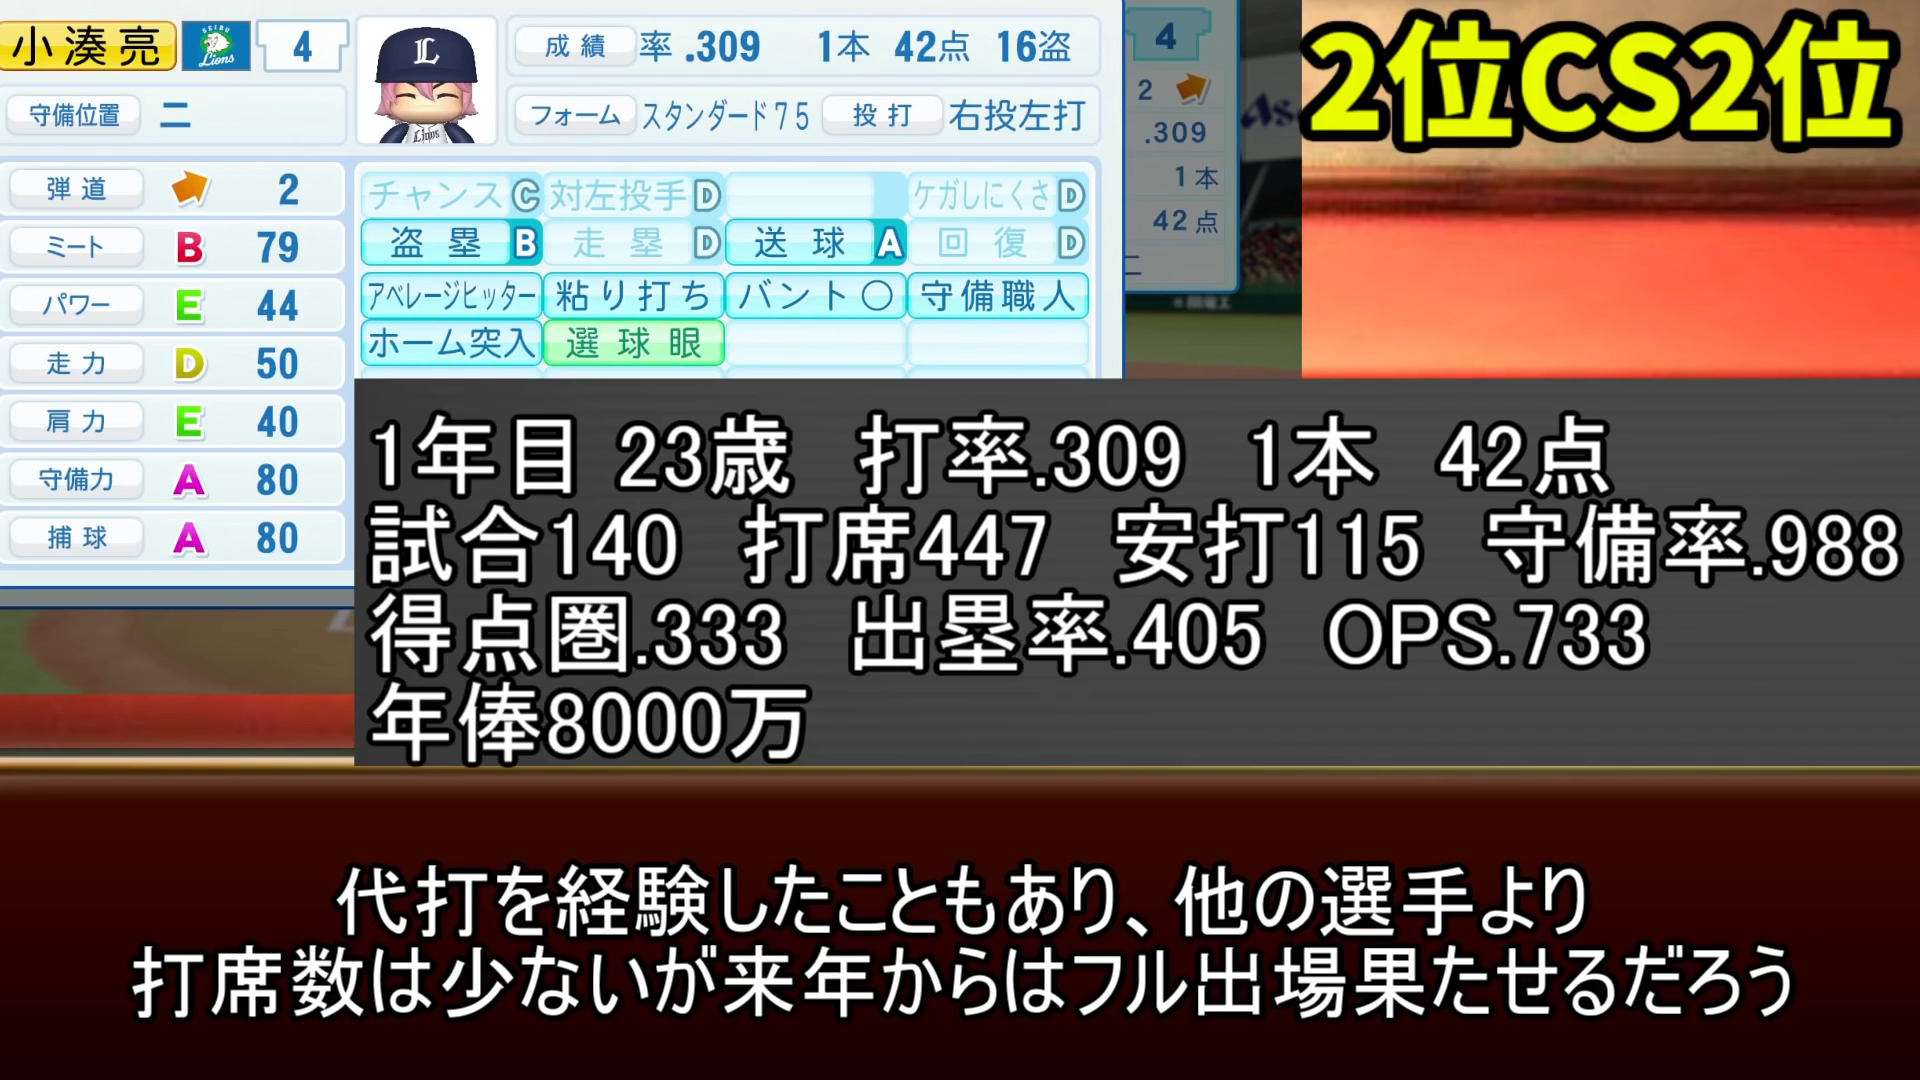 小湊亮 SEIBU Lions 4
成績 率.309 1本 42点 16盗
守備位置 二
フォーム スタンダード75 投打 右投左打
弾道 2
ミート B 79
パワー E 44
走力 D 50
肩力 E 40
守備力 A 80
捕球 A 80
チャンスC 対左投手D ケガしにくさD
盗塁B 走塁D 送球A 回復D
アベレージヒッター 粘り打ち バント○ 守備職人
ホーム突入 選球眼
4
2
.309
1本
42点
二
2位CS2位
1年目 23歳 打率.309 1本 42点
試合140 打席447 安打115 守備率.988
得点圏.333 出塁率.405 OPS.733
年俸8000万
代打を経験したこともあり、他の選手より
打席数は少ないが来年からはフル出場果たせるだろう